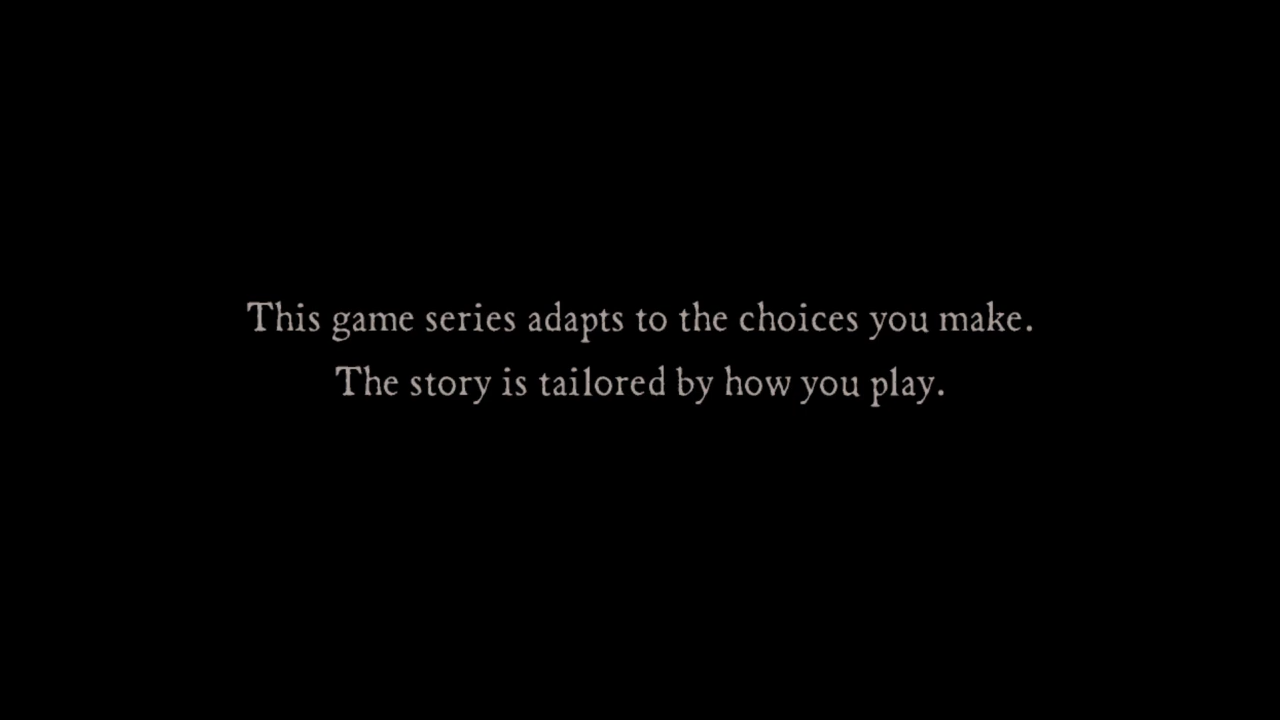 This game series adapts to the choices you make.
The story is tailored by how you play.